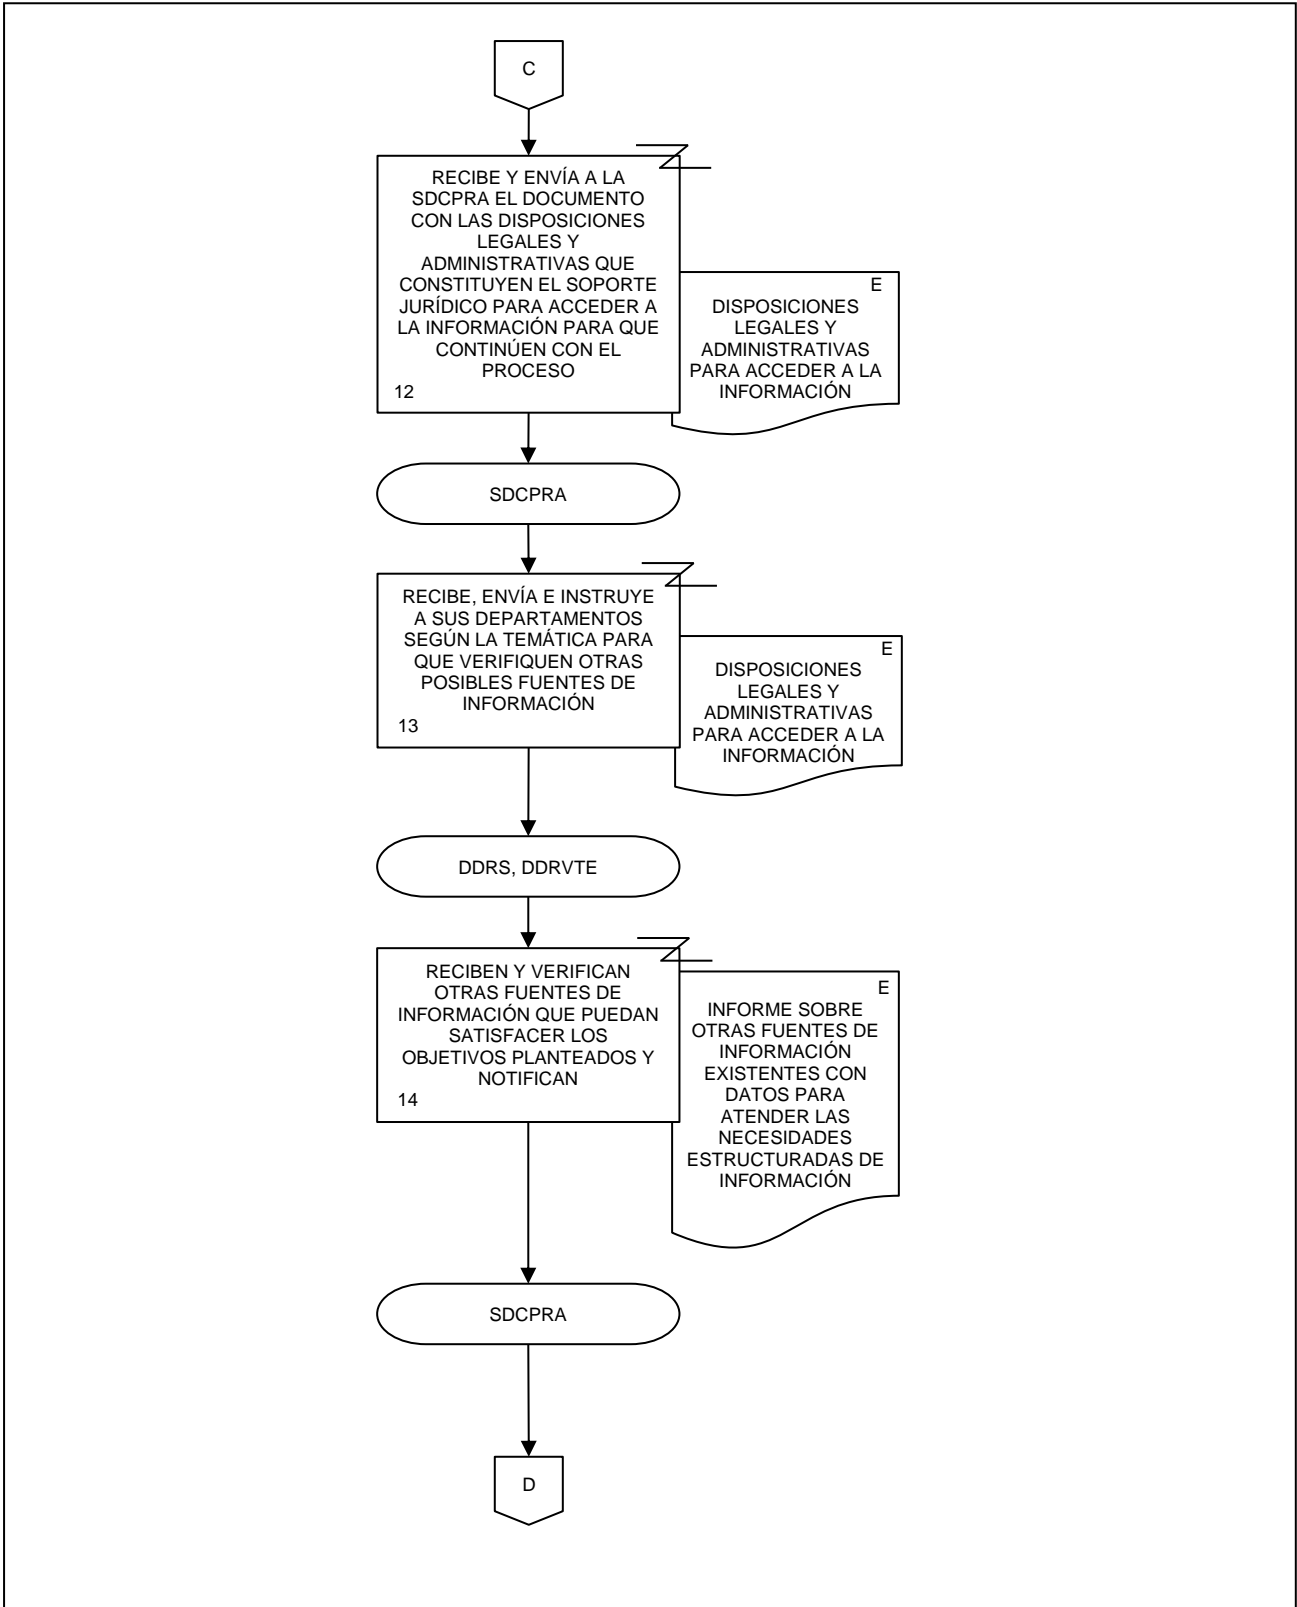 C
RECIBE Y ENVÍA A LA
SDCPRA EL DOCUMENTO
CON LAS DISPOSICIONES
LEGALES Y
ADMINISTRATIVAS QUE
CONSTITUYEN EL SOPORTE
JURÍDICO PARA ACCEDER A
LA INFORMACIÓN PARA QUE
CONTINÚEN CON EL
PROCESO
12
E
DISPOSICIONES
LEGALES Y
ADMINISTRATIVAS
PARA ACCEDER A LA
INFORMACIÓN
SDCPRA
RECIBE, ENVÍA E INSTRUYE
A SUS DEPARTAMENTOS
SEGÚN LA TEMÁTICA PARA
QUE VERIFIQUEN OTRAS
POSIBLES FUENTES DE
INFORMACIÓN
13
E
DISPOSICIONES
LEGALES Y
ADMINISTRATIVAS
PARA ACCEDER A LA
INFORMACIÓN
DDRS, DDRVTE
RECIBEN Y VERIFICAN
OTRAS FUENTES DE
INFORMACIÓN QUE PUEDAN
SATISFACER LOS
OBJETIVOS PLANTEADOS Y
NOTIFICAN
14
E
INFORME SOBRE
OTRAS FUENTES DE
INFORMACIÓN
EXISTENTES CON
DATOS PARA
ATENDER LAS
NECESIDADES
ESTRUCTURADAS DE
INFORMACIÓN
SDCPRA
D